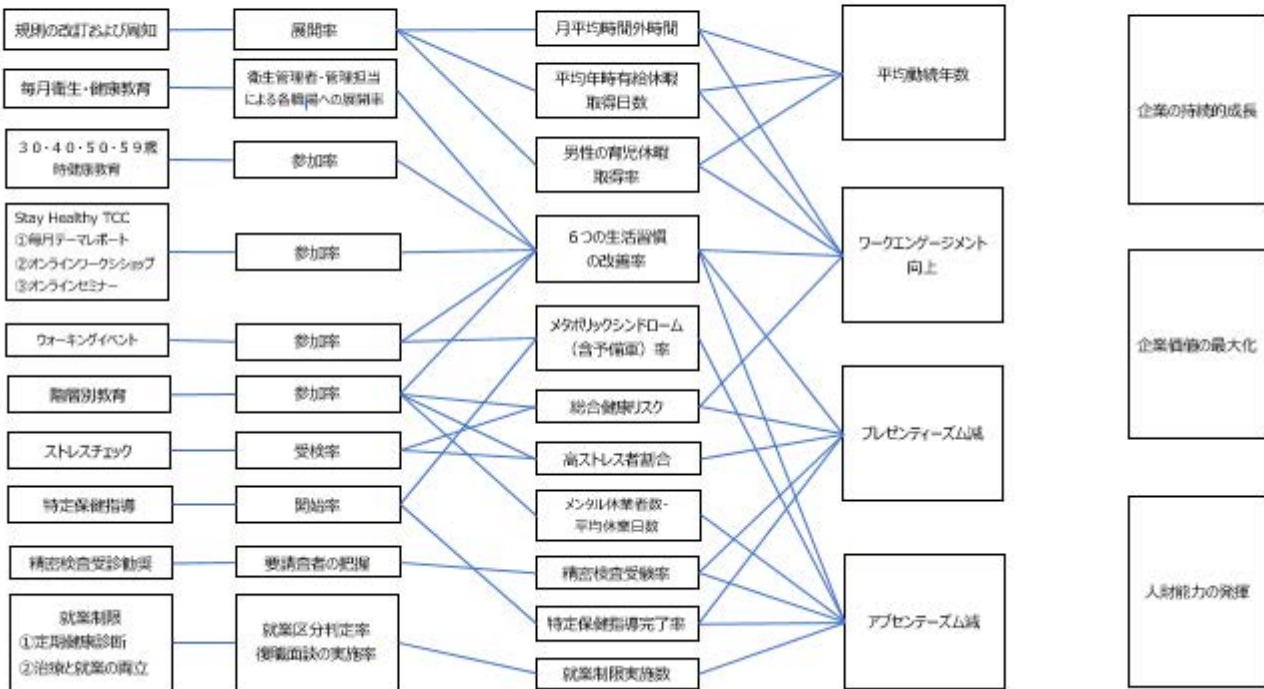 規則の改訂および周知
毎月衛生・健康教育
30・40・50・59歳
時健康教育
Stay Healthy TCC
①毎月テーマレポート
②オンラインワークシショップ
③オンラインセミナー
ウォーキングイベント
階層別教育
ストレスチェック
特定保健指導
精密検査受診勧奨
就業制限
①定期健康診断
②治療と就業の両立
展開率
衛生管理者・管理担当
による各職場への展開率
参加率
参加率
参加率
参加率
受検率
開始率
要請査者の把握
就業区分判定率
復職面談の実施率
月平均時間外時間
平均年時有給休暇
取得日数
男性の育児休暇
取得率
6つの生活習慣
の改善率
メタボリックシンドローム
（含予備軍）率
総合健康リスク
高ストレス者割合
メンタル休業者数・
平均休業日数
精密検査受験率
特定保健指導完了率
就業制限実施数
平均勤続年数
ワークエンゲージメント
向上
プレゼンティーズム減
アブセンテーズム減
企業の持続的成長
企業価値の最大化
人財能力の発揮